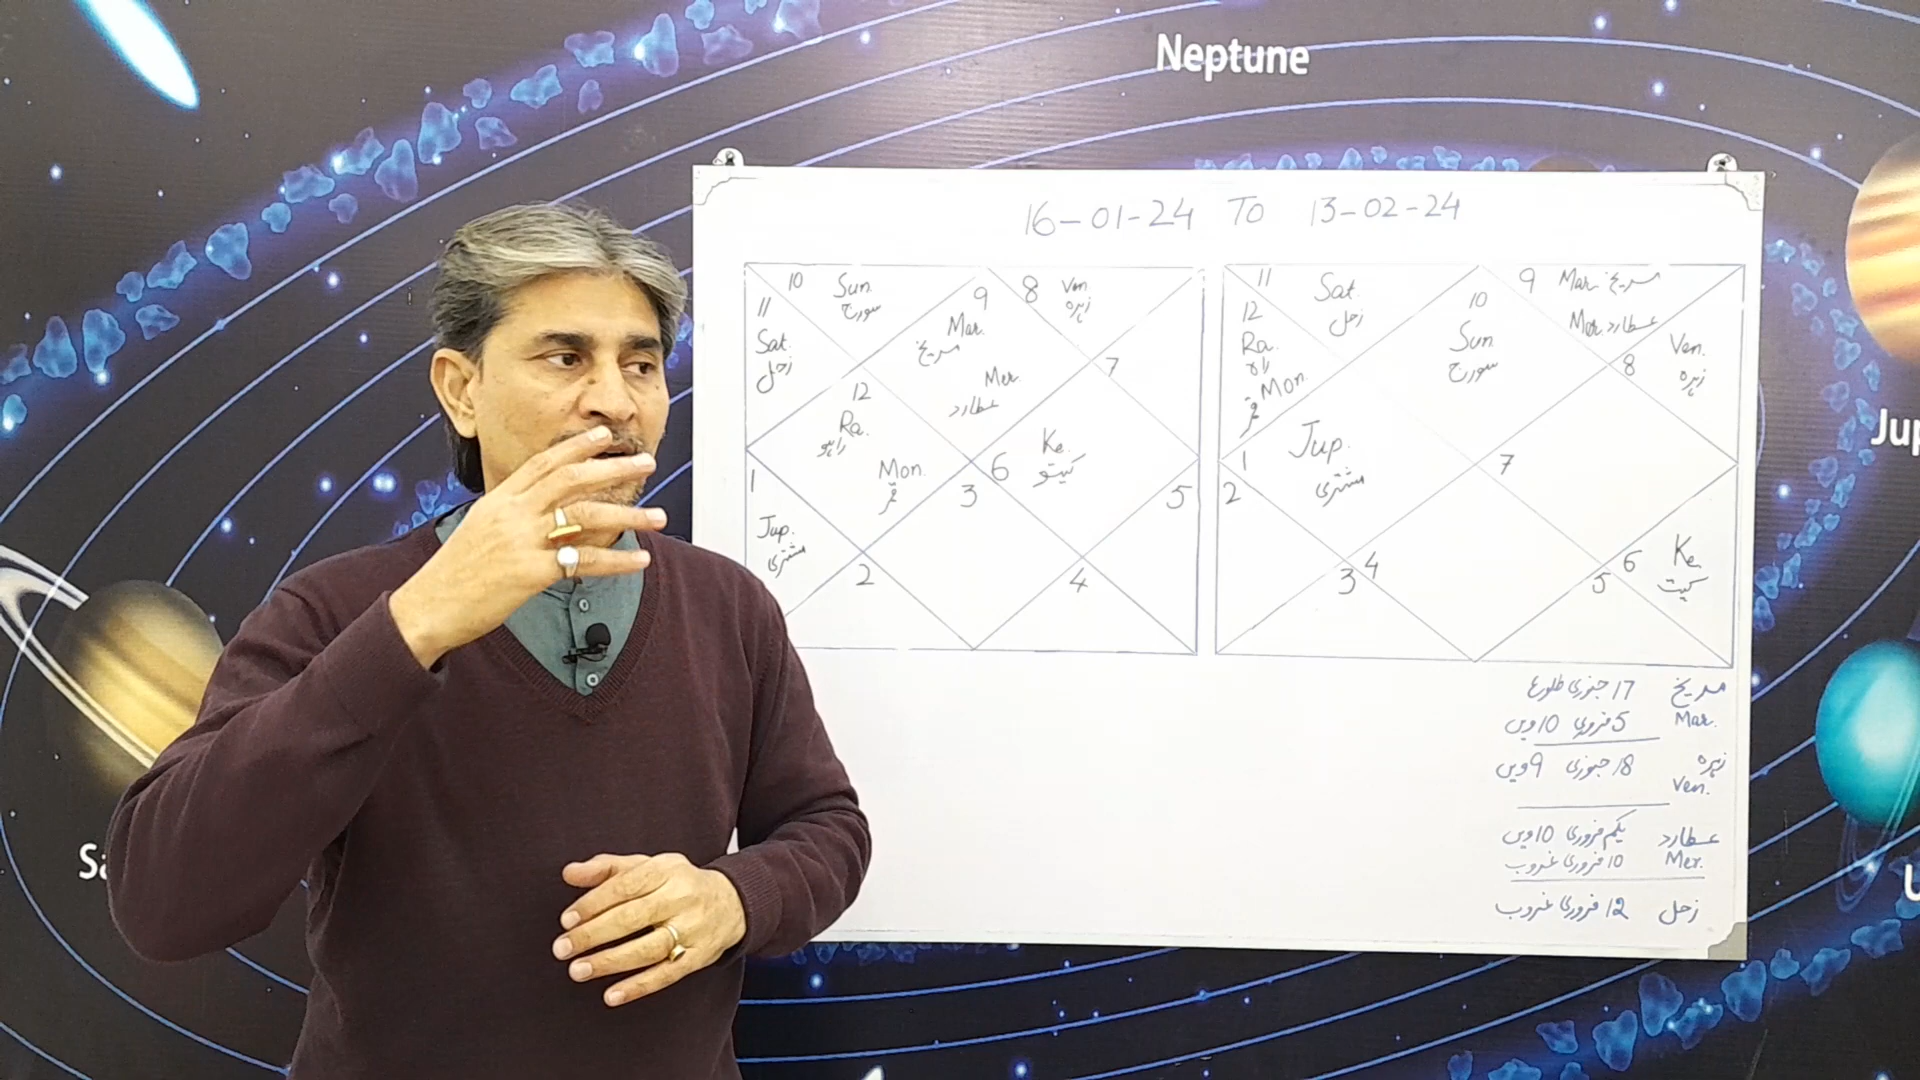 Neptune
16-01-24 TO 13-02-24
10 Sun. سورج
11 Sat. زحل
9 Mar. مریخ
Mer. عطارد
8 Ven. زہرہ
7
12 Ra. راہو
Mon. قمر
6 Ke. کیتو
3
5
1 Jup. مشتری
2
4
11 Sat. زحل
12 Ra. راہ
Mon. قمر
10 Sun. سورج
9 Mar. مریخ
Mer. عطارد
8 Ven. زہرہ
1 Jup. مشتری
2
7
3 4
6 Ke. کیت
5
مریخ 17 جنوری طلوع
Mar. 5 فروری 10ویں
زہرہ 18 جنوری 9ویں
Ven.
عطارد یکم فروری 10ویں
Mer. 10 فروری غروب
زحل 12 فروری غروب
Jup
Sa
U